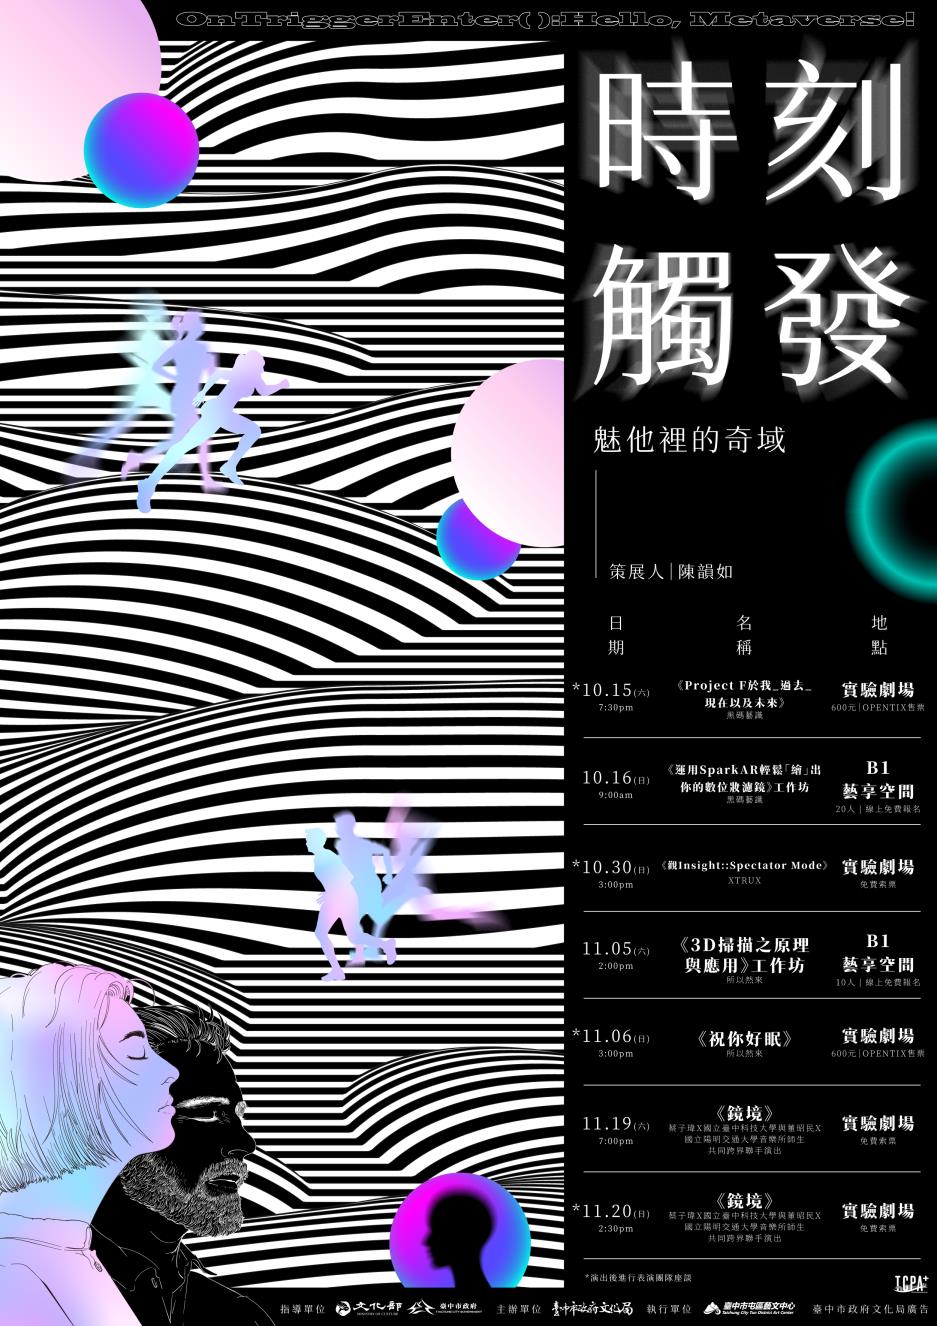 OnTriggerEnter( ):Hello, Metaverse!
時刻
觸發
魅他裡的奇域
策展人|陳韻如
日期 名稱 地點
*10.15(六)
7:30pm
《Project F於我_過去_
現在以及未來》
黑碼藝識
實驗劇場
600元|OPENTIX售票
10.16(日)
9:00am
《運用SparkAR輕鬆「繪」出
你的數位妝濾鏡》工作坊
黑碼藝識
B1
藝享空間
20人 | 線上免費報名
*10.30(日)
3:00pm
《觀Insight::Spectator Mode》
XTRUX
實驗劇場
免費索票
11.05(六)
2:00pm
《3D掃描之原理
與應用》工作坊
所以然來
B1
藝享空間
10人 | 線上免費報名
*11.06(日)
3:00pm
《祝你好眠》
所以然來
實驗劇場
600元|OPENTIX售票
11.19(六)
7:00pm
《鏡境》
蔡子瑋X國立臺中科技大學與董昭民X
國立陽明交通大學音樂所師生
共同跨界聯手演出
實驗劇場
免費索票
*11.20(日)
2:30pm
《鏡境》
蔡子瑋X國立臺中科技大學與董昭民X
國立陽明交通大學音樂所師生
共同跨界聯手演出
實驗劇場
免費索票
*演出後進行表演團隊座談
TCPA+
指導單位 文化部 MINISTRY OF CULTURE 臺中市政府 主辦單位 臺中市政府文化局 執行單位 臺中市屯區藝文中心 Taichung City Tun District Art Center 臺中市政府文化局廣告